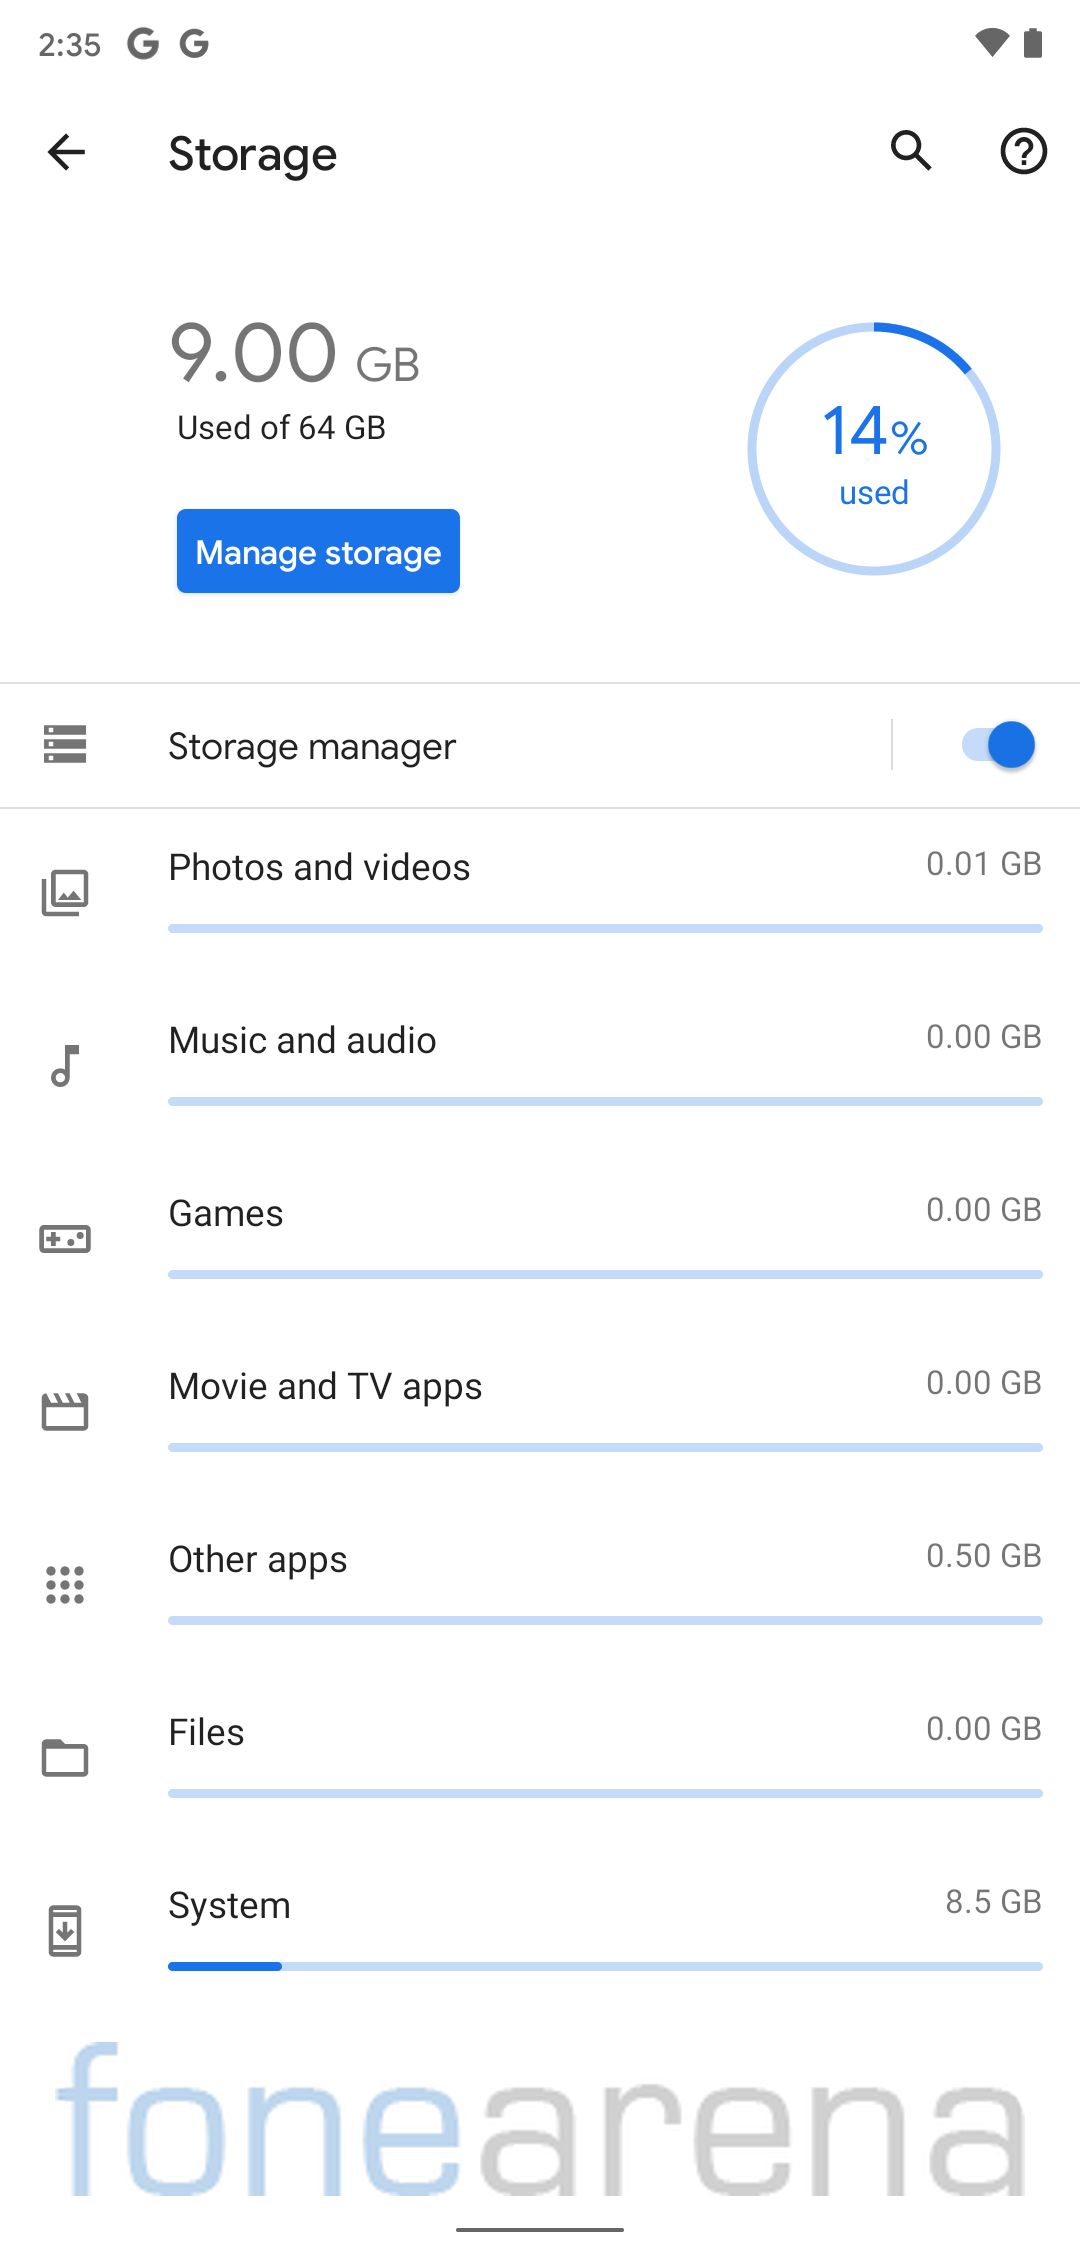 2:35 G G
Storage
9.00 GB
Used of 64 GB
14%
used
Manage storage
Storage manager
Photos and videos 0.01 GB
Music and audio 0.00 GB
Games 0.00 GB
Movie and TV apps 0.00 GB
Other apps 0.50 GB
Files 0.00 GB
System 8.5 GB
fonearena